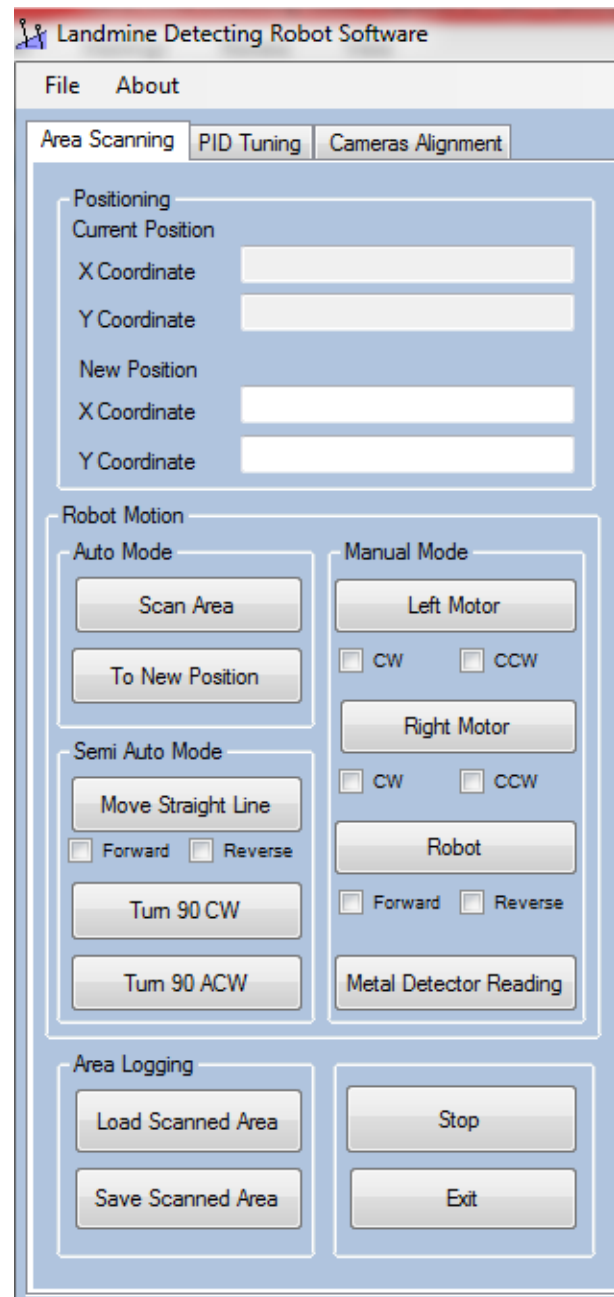 Landmine Detecting Robot Software
File About
Area Scanning PID Tuning Cameras Alignment
Positioning
Current Position
X Coordinate
Y Coordinate
New Position
X Coordinate
Y Coordinate
Robot Motion
Auto Mode
Scan Area
To New Position
Semi Auto Mode
Move Straight Line
Forward Reverse
Turn 90 CW
Turn 90 ACW
Manual Mode
Left Motor
CW CCW
Right Motor
CW CCW
Robot
Forward Reverse
Metal Detector Reading
Area Logging
Load Scanned Area
Save Scanned Area
Stop
Exit